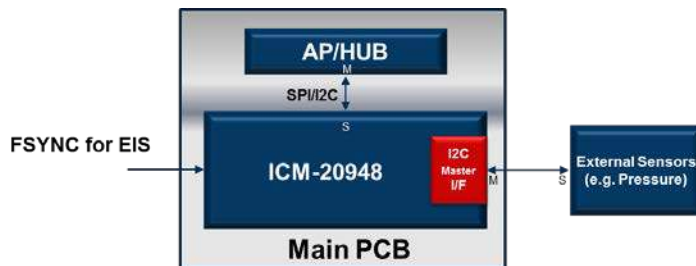 AP/HUB
M
SPI/I2C
S
FSYNC for EIS
ICM-20948
I2C
Master
I/F
M
S
External Sensors
(e.g. Pressure)
Main PCB